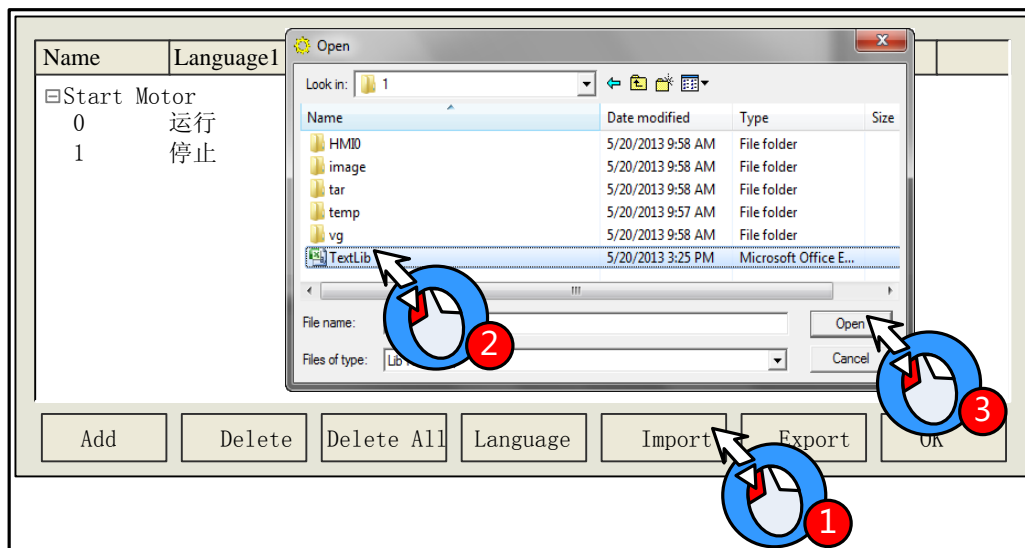 Name Language1
Start Motor
0 运行
1 停止
Open
Look in: 1
Name Date modified Type Size
HMI0 5/20/2013 9:58 AM File folder
image 5/20/2013 9:58 AM File folder
tar 5/20/2013 9:58 AM File folder
temp 5/20/2013 9:57 AM File folder
vg 5/20/2013 9:58 AM File folder
TextLib 5/20/2013 3:25 PM Microsoft Office E...
File name: Open
Files of type: Lib Cancel
2
3
Add Delete Delete All Language Import Export OK
1